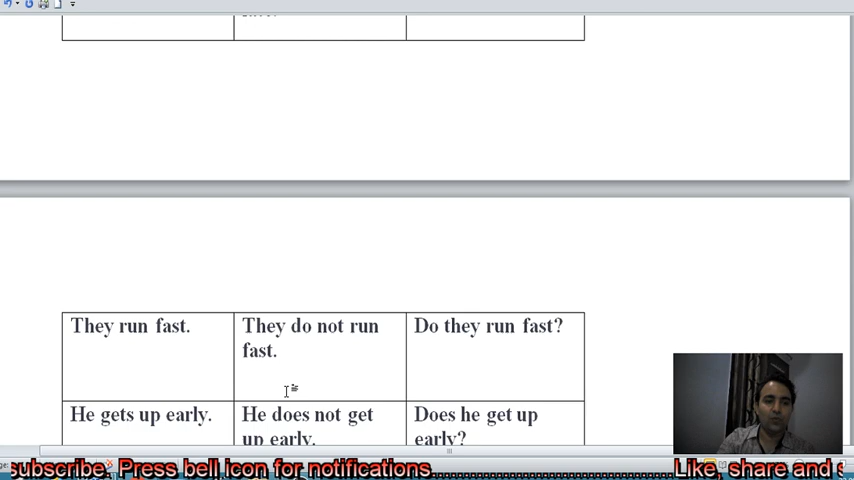 They run fast.
They do not run
fast.
Do they run fast?
He gets up early.
He does not get
up early.
Does he get up
early?
subscribe. Press bell icon for notifications...............................................Like, share and s